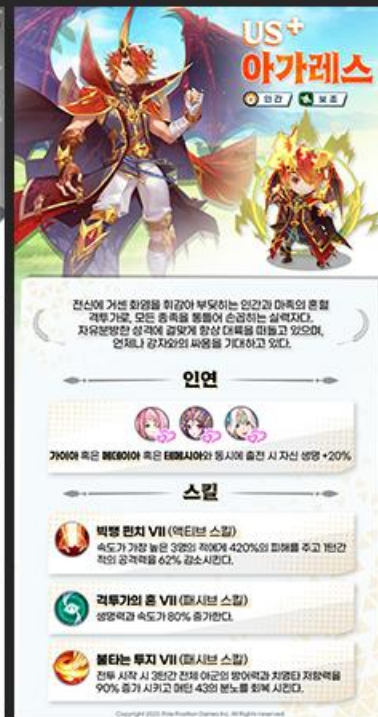 US+
아가레스
인간
보조
전신에 거센 화염을 휘감아 부딪히는 인간과 마족의 혼혈
격투가로, 모든 종족을 통틀어 손꼽히는 실력자다.
자유분방한 성격에 걸맞게 항상 대륙을 떠돌고 있으며,
언제나 강자와의 싸움을 기대하고 있다.
인연
가이아 혹은 메데이아 혹은 테메시아와 동시에 출전 시 자신 생명 +20%
스킬
빅뱅 펀치 VII (액티브 스킬)
속도가 가장 높은 3명의 적에게 420%의 피해를 주고 1턴간
적의 공격력을 62% 감소시킨다.
격투가의 혼 VII (패시브 스킬)
생명력과 속도가 80% 증가한다.
불타는 투지 VII (패시브 스킬)
전투 시작 시 3턴간 전체 아군의 방어력과 치명타 저항력을
90% 증가 시키고 매턴 43의 분노를 회복 시킨다.